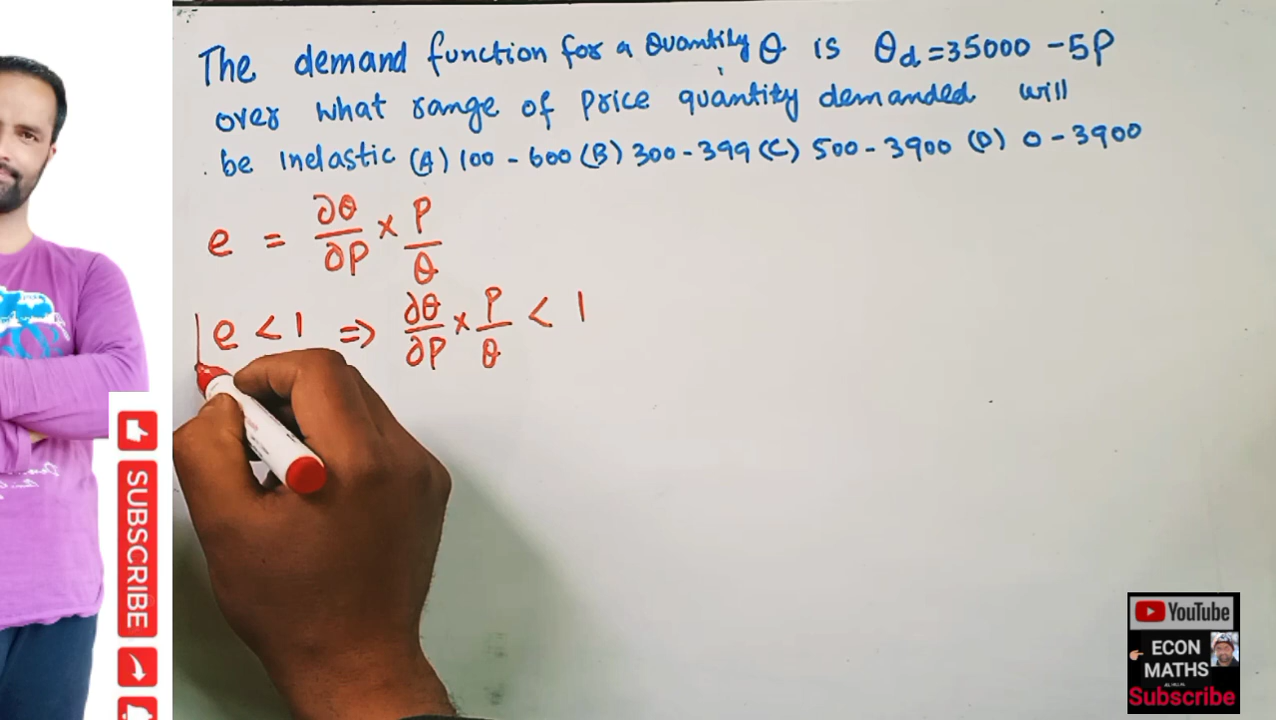 The demand function for a Quantity θ is θd = 35000 - 5P
over what range of price quantity demanded will
be inelastic (A) 100 - 600 (B) 300 - 399 (C) 500 - 3900 (D) 0 - 3900
e = ∂θ/∂P × P/θ
|e < 1 ⇒ ∂θ/∂P × P/θ < 1
SUBSCRIBE
YouTube
ECON
MATHS
Subscribe